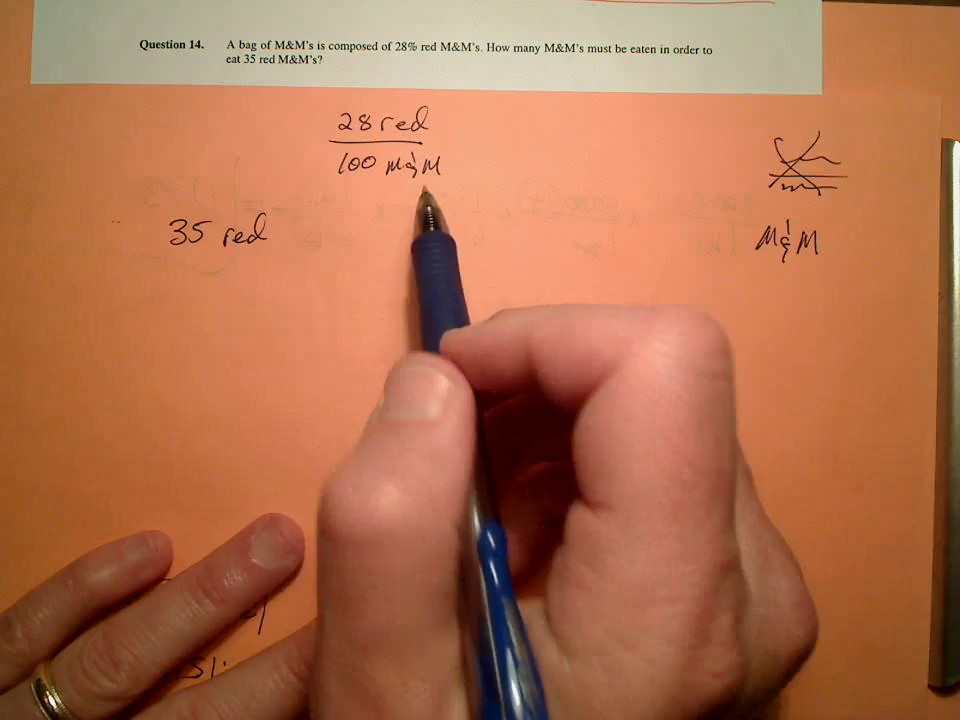 Question 14. A bag of M&M's is composed of 28% red M&M's. How many M&M's must be eaten in order to
eat 35 red M&M's?
28 red
100 M&M
35 red
M&M